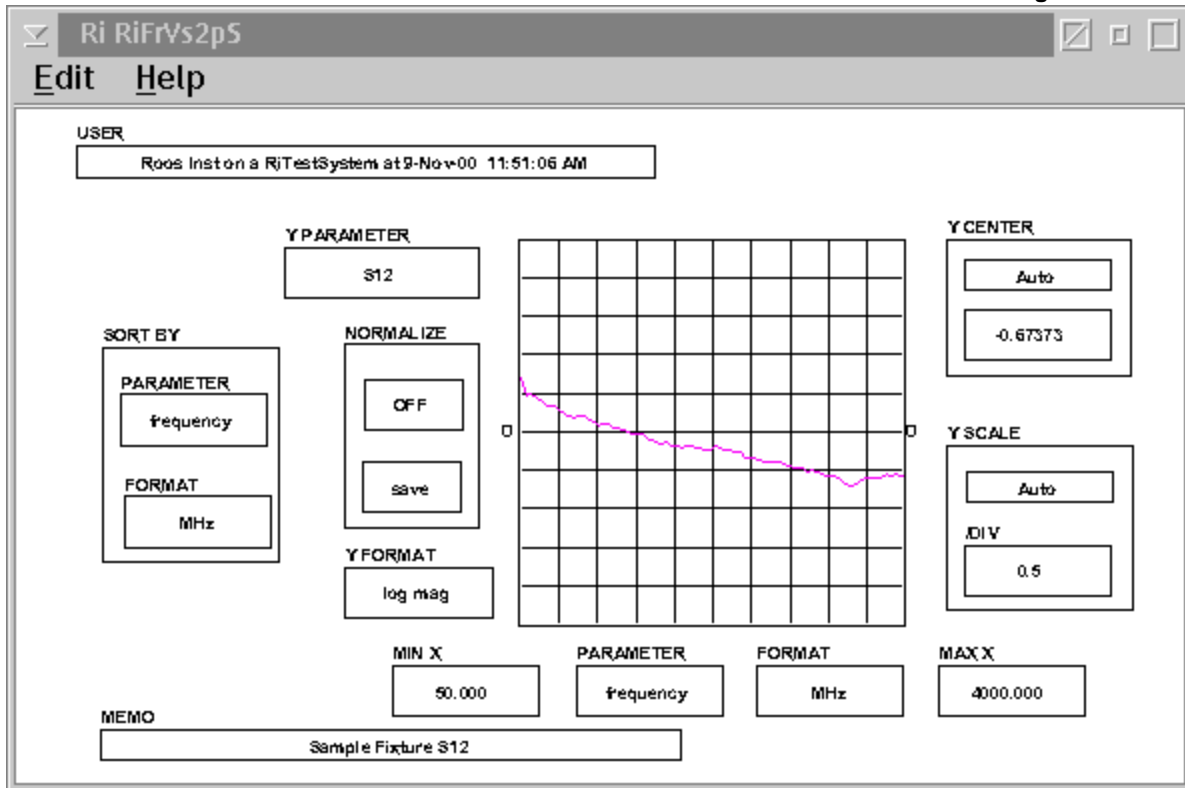 Ri RiFrVs2pS
Edit Help
USER
Roos Inst on a RiTestSystem at 9-Nov-00 11:51:06 AM
Y PARAMETER
S12
Y CENTER
Auto
-0.67373
SORT BY
PARAMETER
frequency
FORMAT
MHz
NORMALIZE
OFF
save
Y FORMAT
log mag
Y SCALE
Auto
/DIV
0.5
MIN X
50.000
PARAMETER
frequency
FORMAT
MHz
MAX X
4000.000
MEMO
Sample Fixture S12